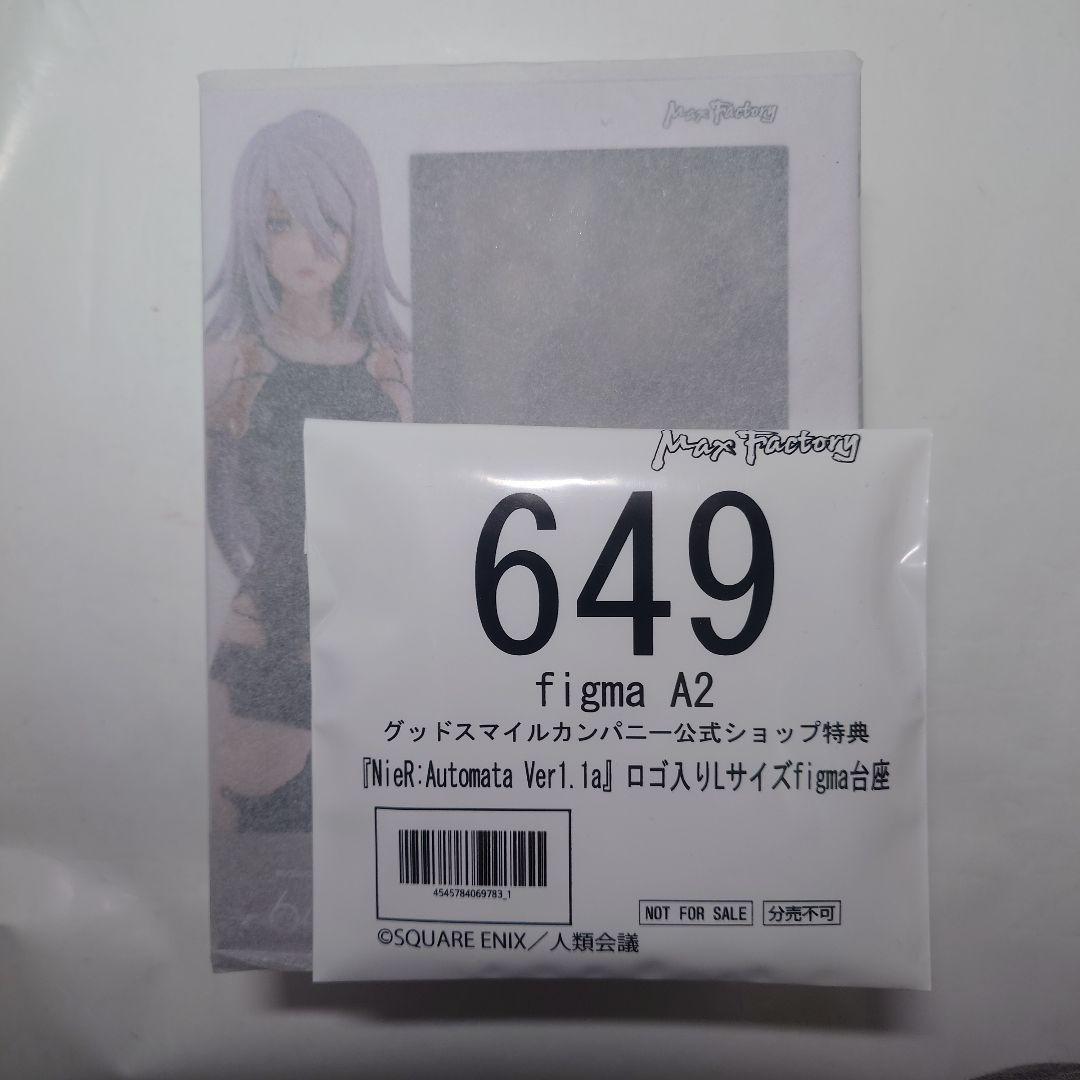 Max Factory
Max Factory
649
figma A2
グッドスマイルカンパニー公式ショップ特典
『NieR:Automata Ver1.1a』ロゴ入りLサイズfigma台座
4545784069783_1
NOT FOR SALE 分売不可
©SQUARE ENIX／人類会議